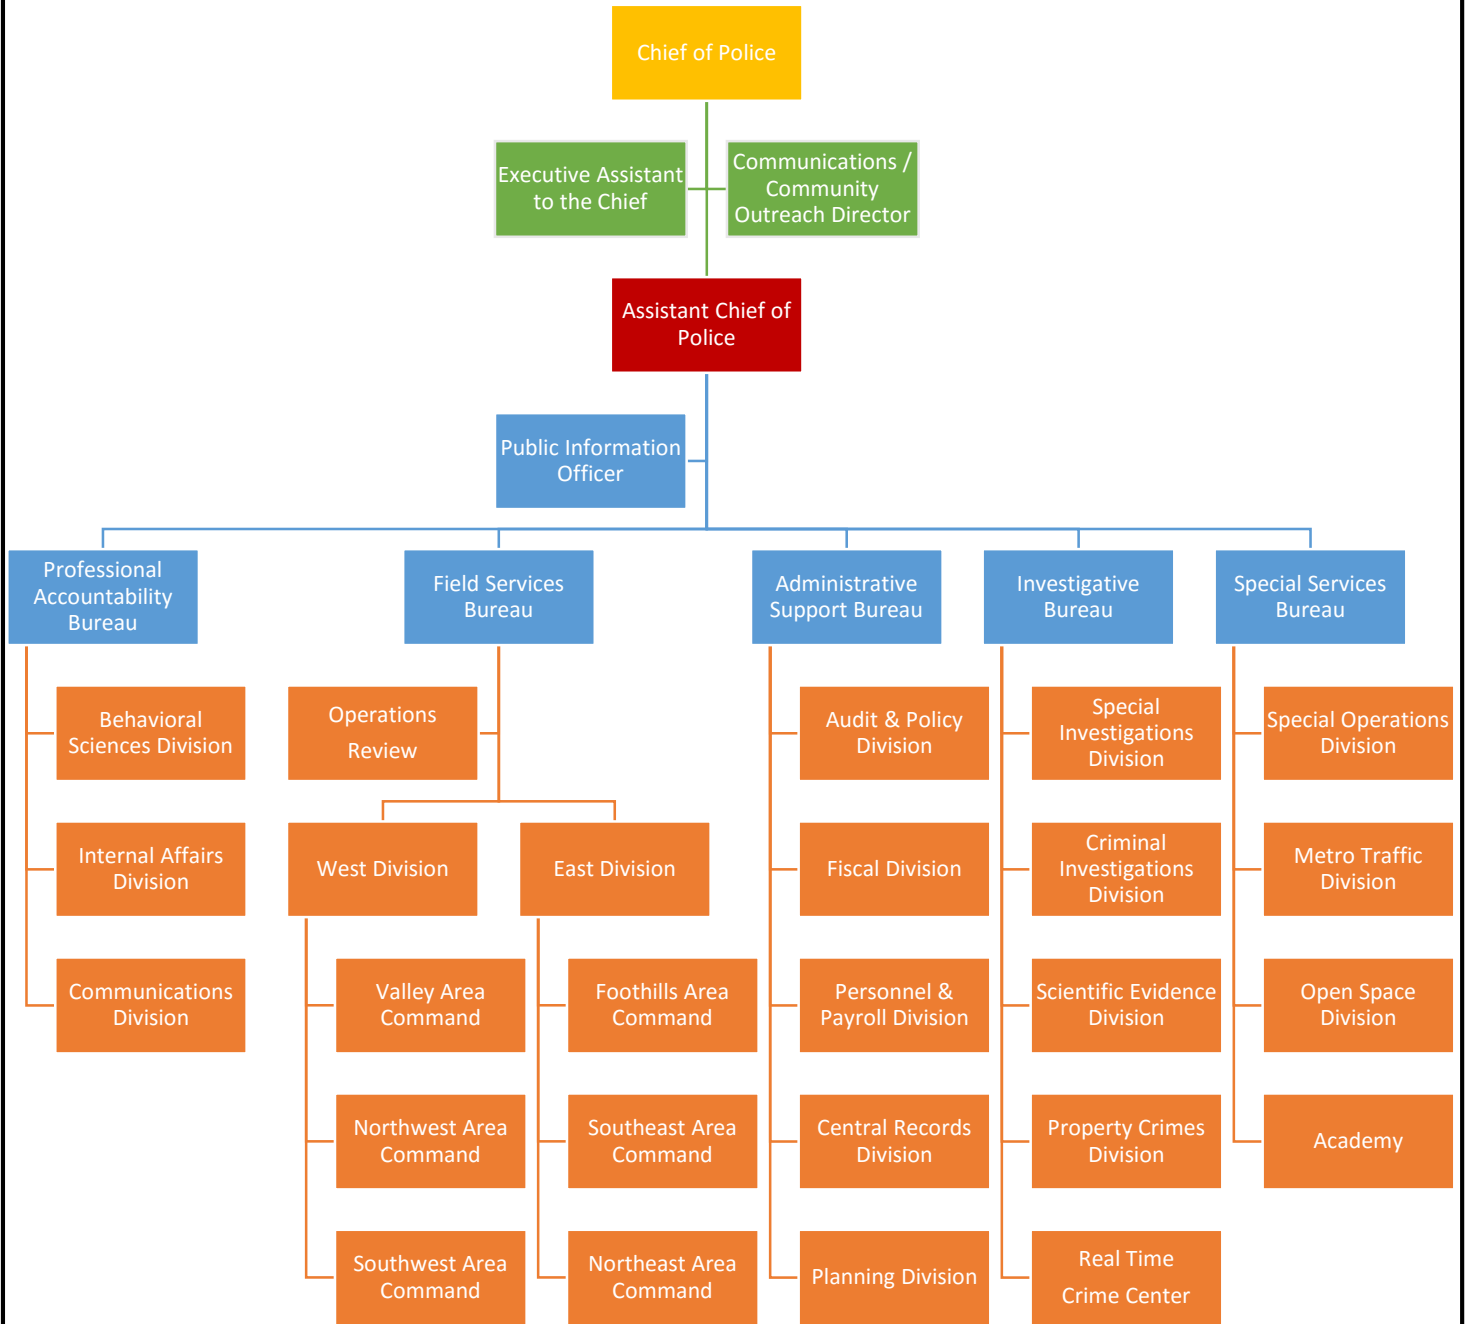 Chief of Police
Executive Assistant
to the Chief
Communications /
Community
Outreach Director
Assistant Chief of
Police
Public Information
Officer
Professional
Accountability
Bureau
Field Services
Bureau
Administrative
Support Bureau
Investigative
Bureau
Special Services
Bureau
Behavioral
Sciences Division
Operations
Review
Audit & Policy
Division
Special
Investigations
Division
Special Operations
Division
Internal Affairs
Division
West Division
East Division
Fiscal Division
Criminal
Investigations
Division
Metro Traffic
Division
Communications
Division
Valley Area
Command
Foothills Area
Command
Personnel &
Payroll Division
Scientific Evidence
Division
Open Space
Division
Northwest Area
Command
Southeast Area
Command
Central Records
Division
Property Crimes
Division
Academy
Southwest Area
Command
Northeast Area
Command
Planning Division
Real Time
Crime Center